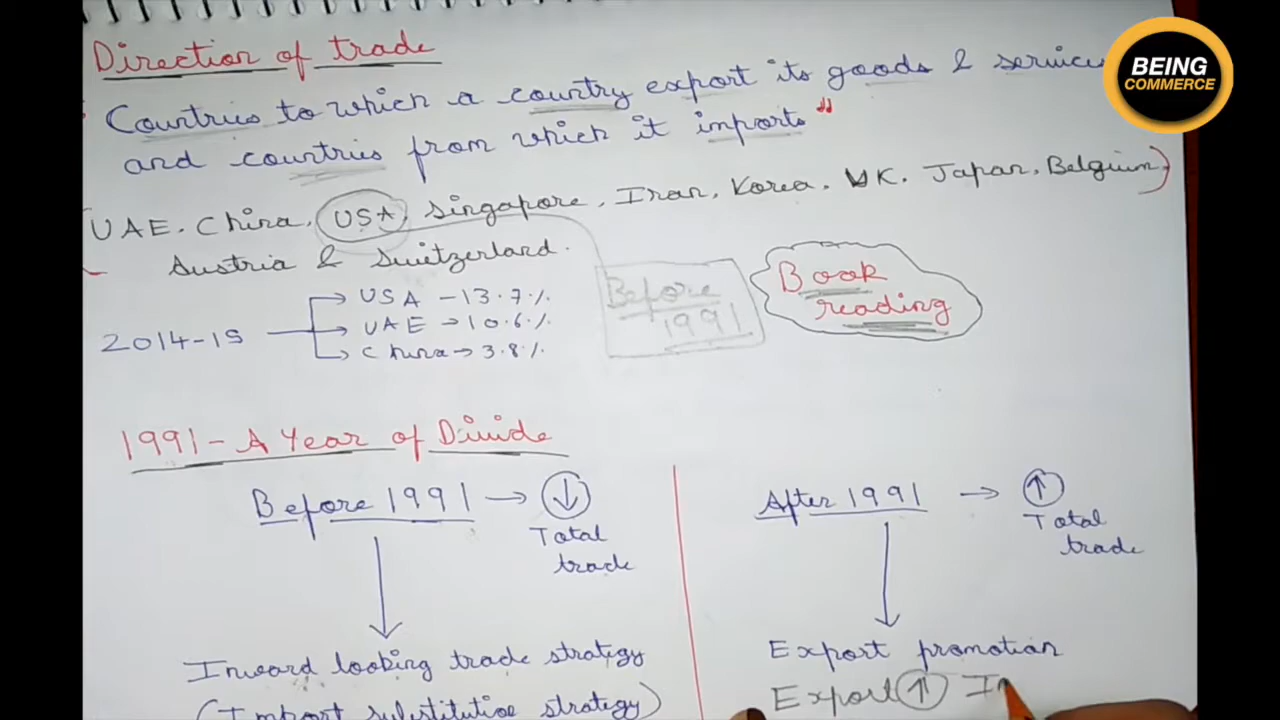 Direction of trade
BEING
COMMERCE
Countries to which a country export its goods & services
and countries from which it imports"
(UAE, China, USA, Singapore, Iran, Korea, UK, Japan, Belgium)
Austria & Switzerland.
Before
1991
Book
reading
2014-15
USA - 13.7%
UAE → 10.6%
China → 3.8%
1991 - A Year of Divide
Before 1991 → ↓
Total
trade
After 1991 → ↑
Total
trade
Inward looking trade strategy
(Import substitutive strategy)
Export promotion
Export ↑